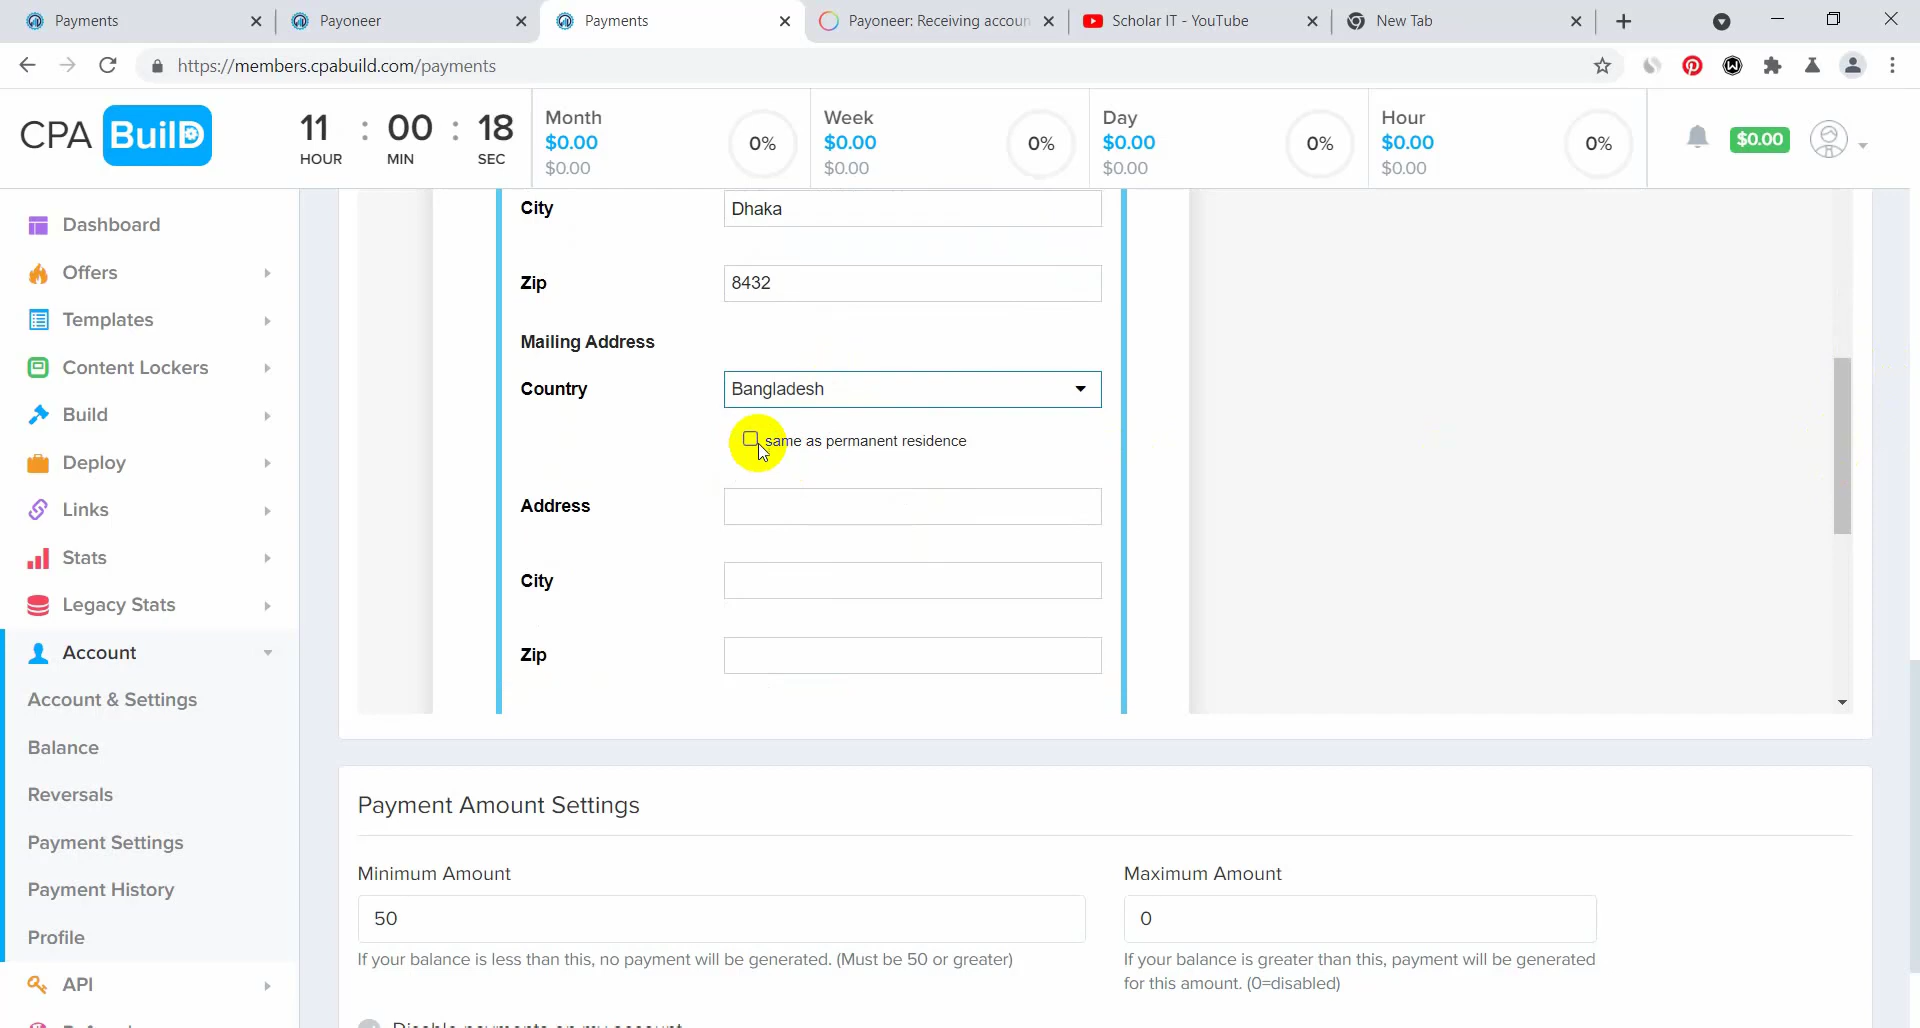 Payments
Payoneer
Payments
Payoneer: Receiving accoun
Scholar IT - YouTube
New Tab
https://members.cpabuild.com/payments
CPA BuilD
11 : 00 : 18
HOUR MIN SEC
Month
$0.00
$0.00
0%
Week
$0.00
$0.00
0%
Day
$0.00
$0.00
0%
Hour
$0.00
$0.00
0%
$0.00
Dashboard
Offers
Templates
Content Lockers
Build
Deploy
Links
Stats
Legacy Stats
Account
Account & Settings
Balance
Reversals
Payment Settings
Payment History
Profile
API
City Dhaka
Zip 8432
Mailing Address
Country Bangladesh
same as permanent residence
Address
City
Zip
Payment Amount Settings
Minimum Amount
50
If your balance is less than this, no payment will be generated. (Must be 50 or greater)
Maximum Amount
0
If your balance is greater than this, payment will be generated
for this amount. (0=disabled)
Disable payments on my account